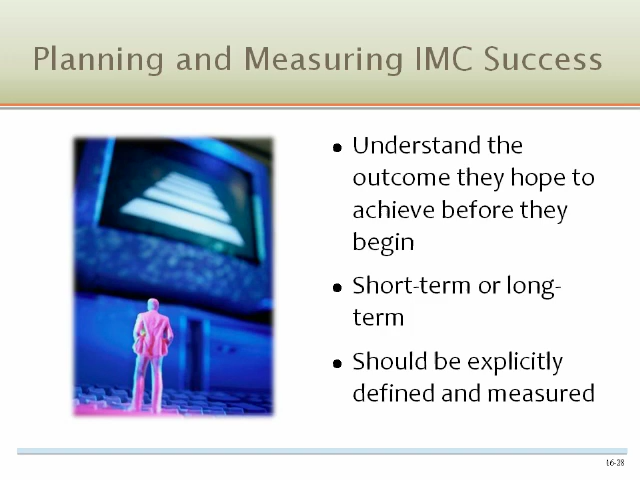 Planning and Measuring IMC Success
● Understand the
outcome they hope to
achieve before they
begin
● Short-term or long-
term
● Should be explicitly
defined and measured
16-28